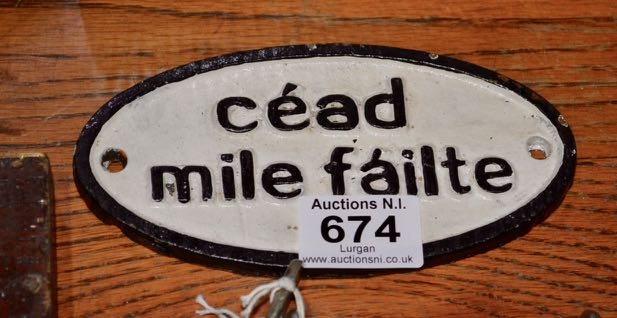 céad
mile fáilte
Auctions N.I.
674
Lurgan
www.auctionsni.co.uk